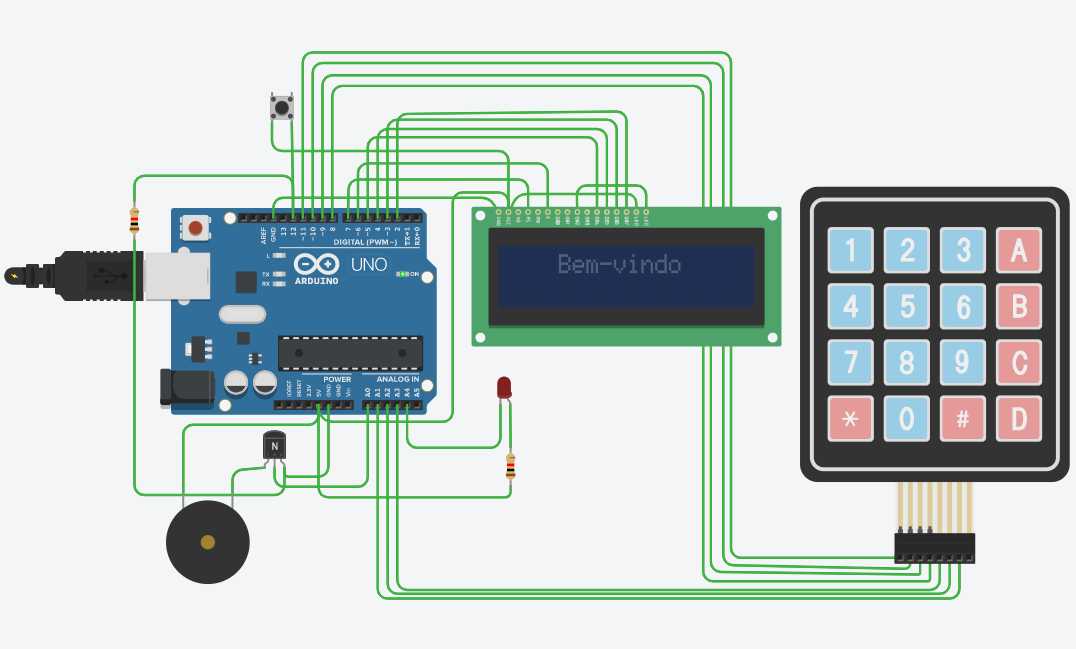 Bem-vindo
AREF
GND
13
12
~11
~10
~9
8
7
~6
~5
4
~3
2
TX→1
RX←0
DIGITAL (PWM~)
L
TX
RX
UNO
ARDUINO
ON
POWER
ANALOG IN
IOREF
RESET
3.3V
5V
GND
GND
Vin
A0
A1
A2
A3
A4
A5
N
1 2 3 A
4 5 6 B
7 8 9 C
* 0 # D